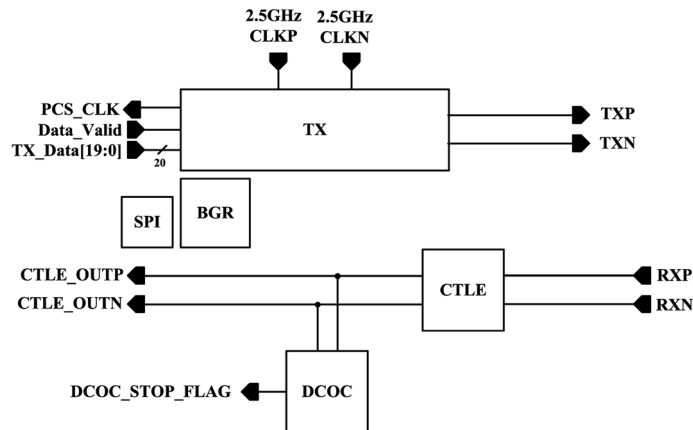 2.5GHz 2.5GHz
CLKP CLKN
PCS_CLK
TX
TXP
Data_Valid
TXN
TX_Data[19:0]
20
SPI
BGR
CTLE_OUTP
CTLE
RXP
CTLE_OUTN
RXN
DCOC_STOP_FLAG
DCOC